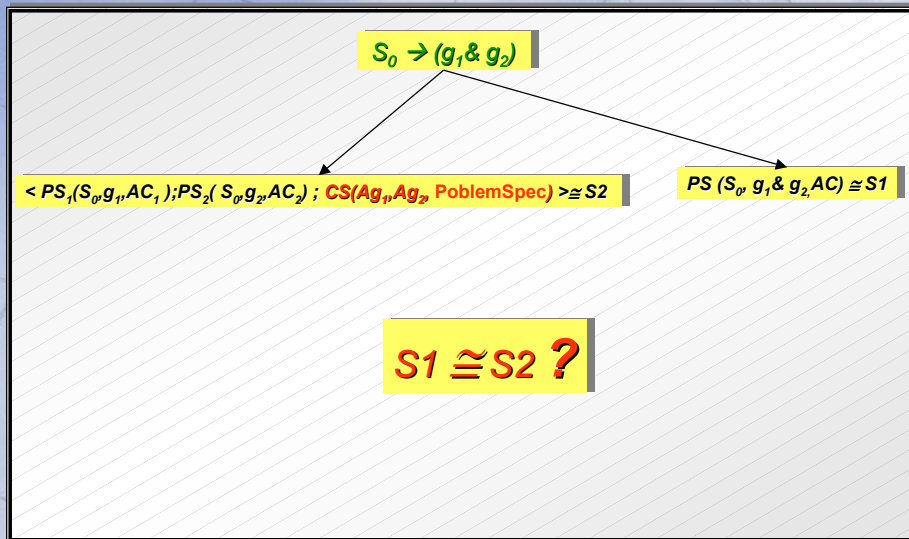 S₀ → (g₁& g₂)
< PS₁(S₀,g₁,AC₁ );PS₂( S₀,g₂,AC₂) ; CS(Ag₁,Ag₂, PoblemSpec) >≅ S2
PS (S₀, g₁& g₂,AC) ≅ S1
S1 ≅ S2 ?